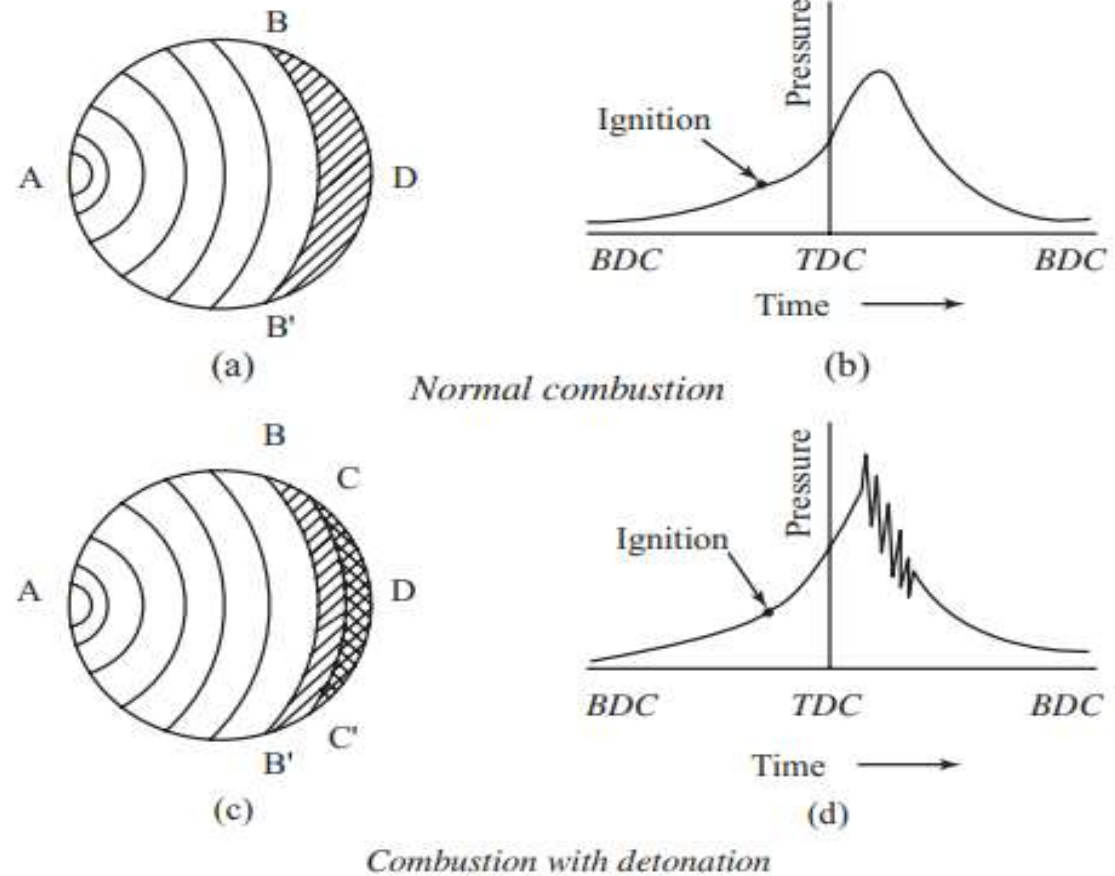 B
A
D
B'
(a)
Pressure
Ignition
BDC
TDC
BDC
Time
(b)
Normal combustion
B
C
A
D
C'
B'
(c)
Pressure
Ignition
BDC
TDC
BDC
Time
(d)
Combustion with detonation